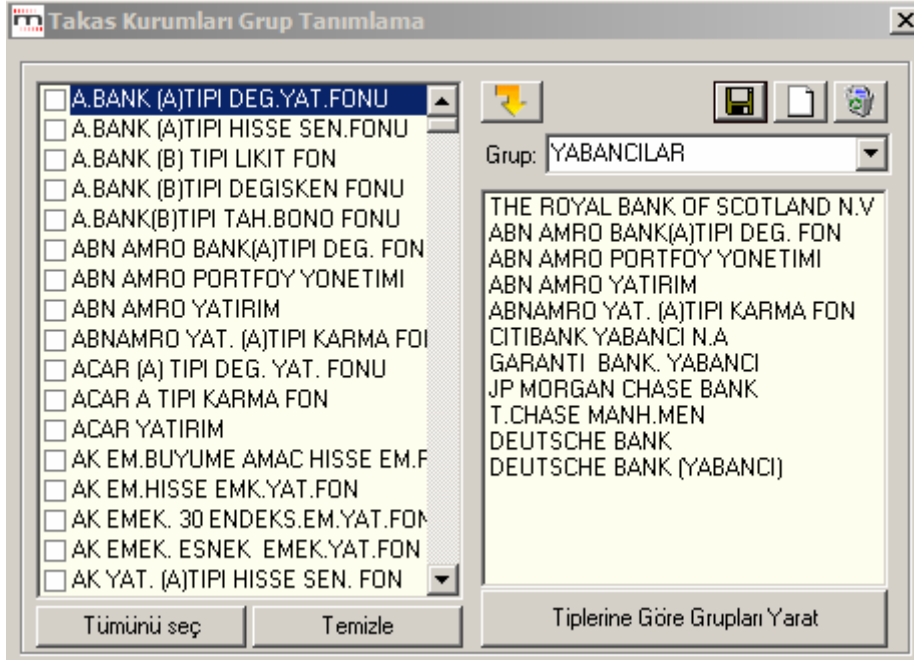 Takas Kurumları Grup Tanımlama
A.BANK (A)TIPI DEG.YAT.FONU
A.BANK (A)TIPI HISSE SEN.FONU
A.BANK (B) TIPI LIKIT FON
A.BANK (B)TIPI DEGISKEN FONU
A.BANK(B)TIPI TAH.BONO FONU
ABN AMRO BANK(A)TIPI DEG. FON
ABN AMRO PORTFOY YONETIMI
ABN AMRO YATIRIM
ABNAMRO YAT. (A)TIPI KARMA FO
ACAR (A) TIPI DEG. YAT. FONU
ACAR A TIPI KARMA FON
ACAR YATIRIM
AK EM.BUYUME AMAC HISSE EM.F
AK EM.HISSE EMK.YAT.FON
AK EMEK. 30 ENDEKS.EM.YAT.FON
AK EMEK. ESNEK EMEK.YAT.FON
AK YAT. (A)TIPI HISSE SEN. FON
Tümünü seç
Temizle
Grup: YABANCILAR
THE ROYAL BANK OF SCOTLAND N.V
ABN AMRO BANK(A)TIPI DEG. FON
ABN AMRO PORTFOY YONETIMI
ABN AMRO YATIRIM
ABNAMRO YAT. (A)TIPI KARMA FON
CITIBANK YABANCI N.A
GARANTI BANK. YABANCI
JP MORGAN CHASE BANK
T.CHASE MANH.MEN
DEUTSCHE BANK
DEUTSCHE BANK (YABANCI)
Tiplerine Göre Grupları Yarat